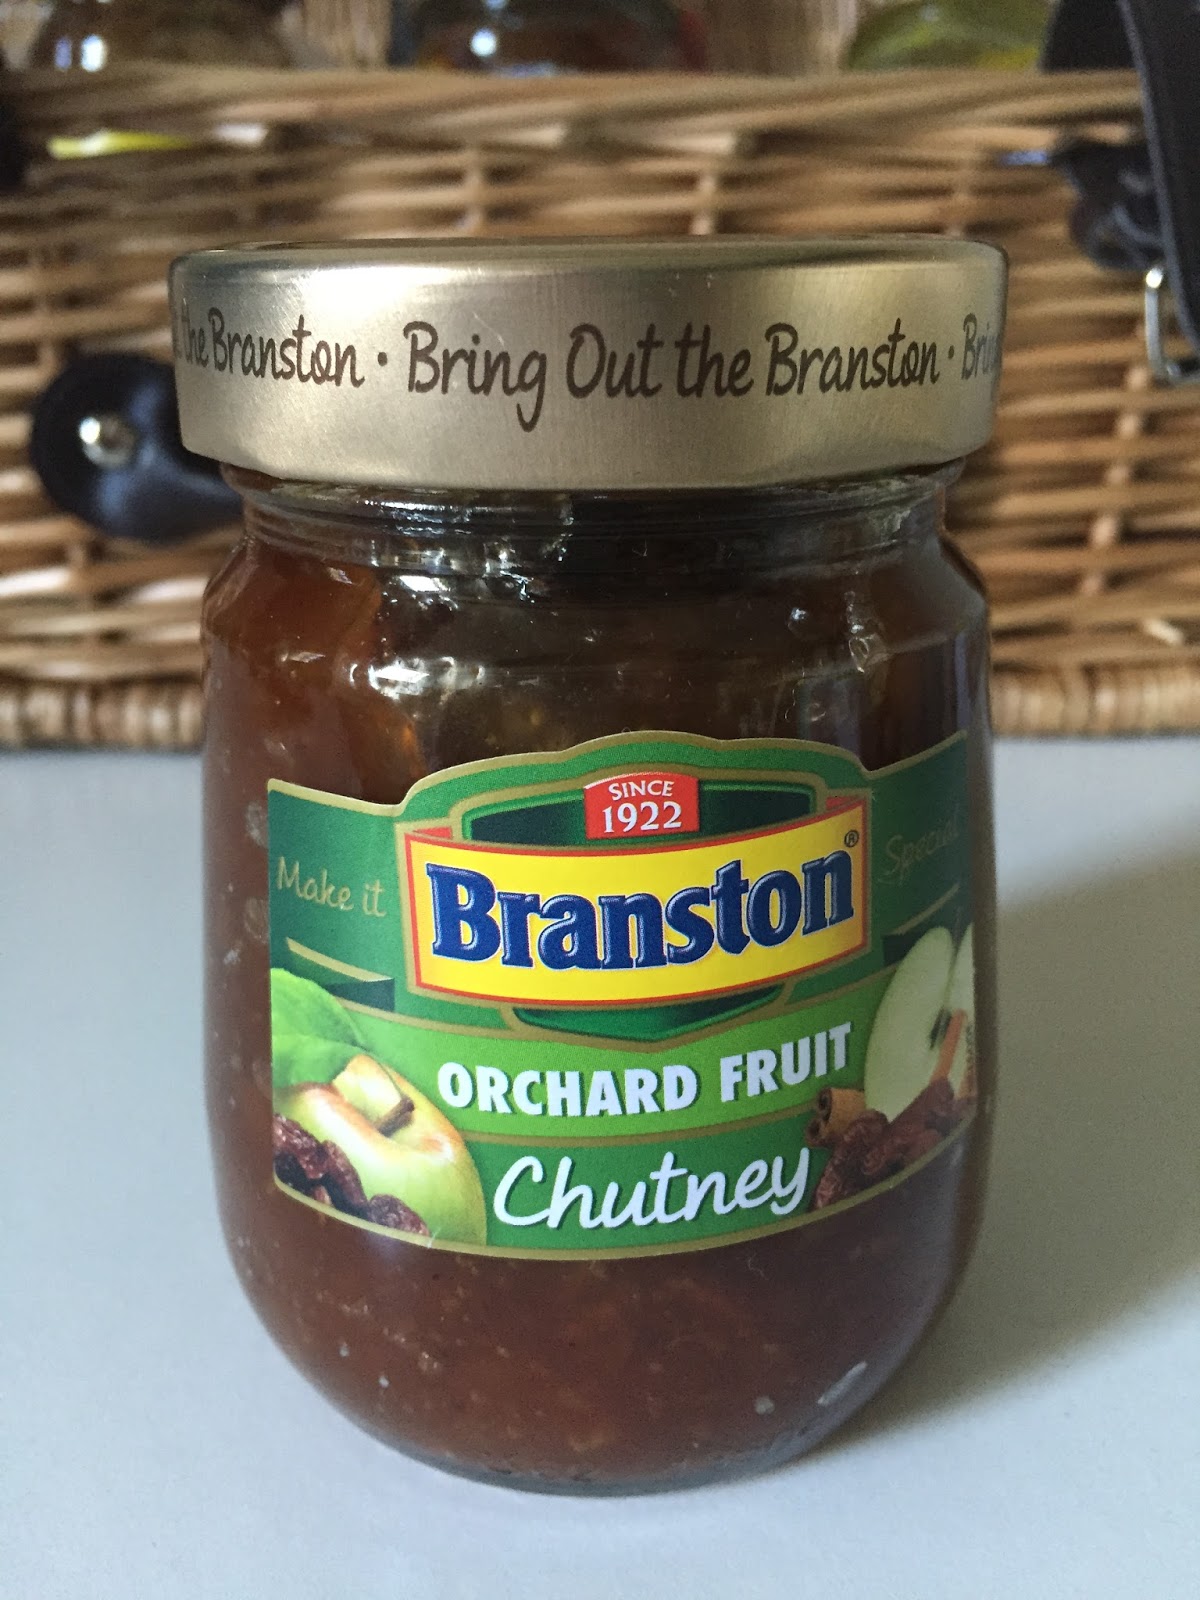 the Branston · Bring Out the Branston ·
SINCE
1922
Make it
Branston®
Special
ORCHARD FRUIT
Chutney